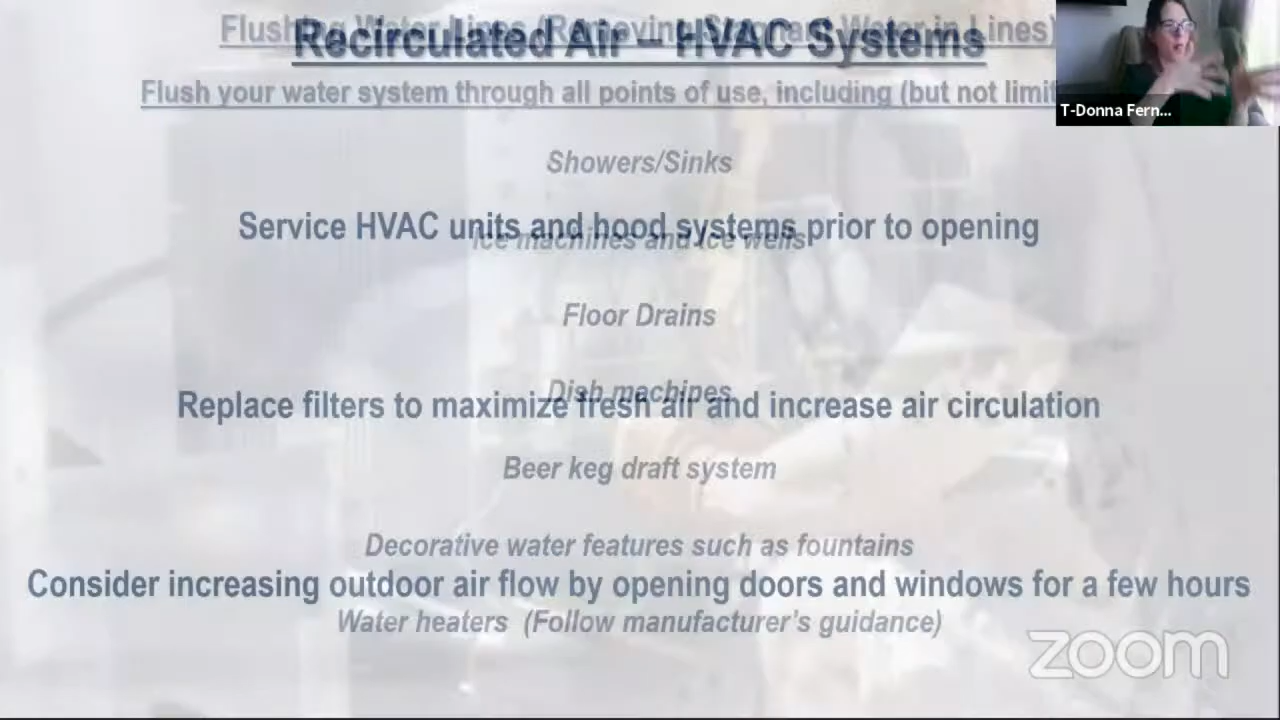 Flushing Water Lines (Removing Stagnant Water in Lines)
Recirculated Air – HVAC Systems
Flush your water system through all points of use, including (but not limit
T-Donna Fern...
Showers/Sinks
Service HVAC units and hood systems prior to opening
Ice machines and ice wells
Floor Drains
Dish machines
Replace filters to maximize fresh air and increase air circulation
Beer keg draft system
Decorative water features such as fountains
Consider increasing outdoor air flow by opening doors and windows for a few hours
Water heaters (Follow manufacturer's guidance)
zoom